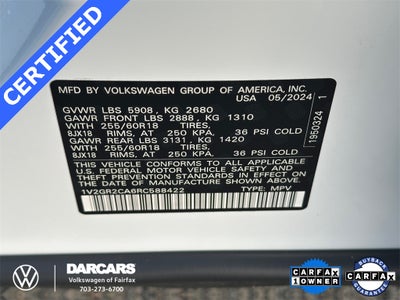 CERTIFIED
MFD BY VOLKSWAGEN GROUP OF AMERICA, INC.
USA 05/2024
GVWR LBS 5908, KG 2680
GAWR FRONT LBS 2888, KG 1310
WITH 255/60R18 TIRES,
8JX18 RIMS, AT 250 KPA, 36 PSI COLD
GAWR REAR LBS 3131, KG 1420
WITH 255/60R18 TIRES,
8JX18 RIMS, AT 250 KPA, 36 PSI COLD
THIS VEHICLE CONFORMS TO ALL APPLICABLE
U.S. FEDERAL MOTOR VEHICLE SAFETY
AND THEFT PREVENTION STANDARDS IN EFFECT ON
THE DATE OF MANUFACTURE SHOWN ABOVE.
1V2GR2CA6RC588422 TYPE: MPV
1950324 1
DARCARS
Volkswagen of Fairfax
703-273-6700
CARFAX
1 OWNER
CARFAX
BUYBACK
GUARANTEE